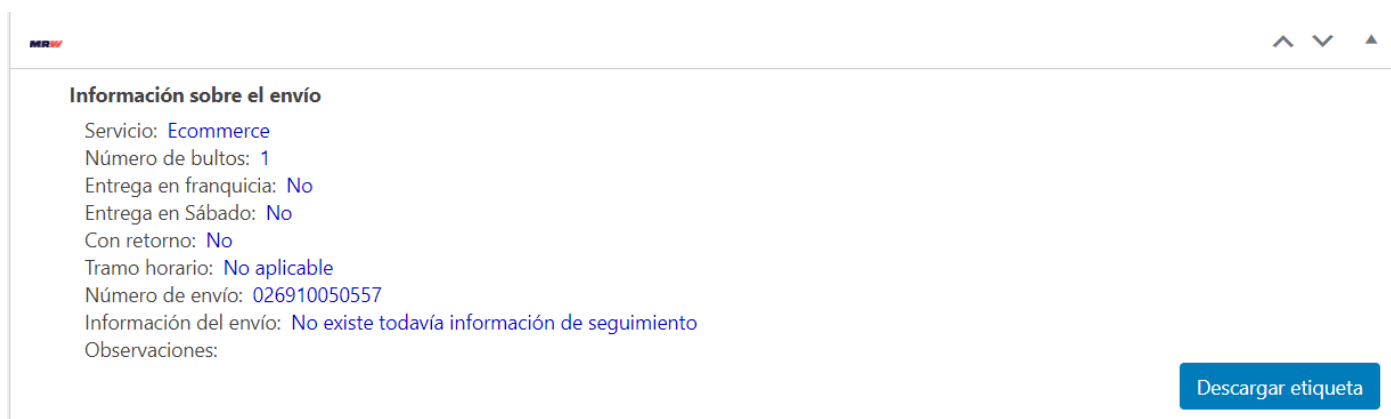 MRW
Información sobre el envío
Servicio: Ecommerce
Número de bultos: 1
Entrega en franquicia: No
Entrega en Sábado: No
Con retorno: No
Tramo horario: No aplicable
Número de envío: 026910050557
Información del envío: No existe todavía información de seguimiento
Observaciones:
Descargar etiqueta